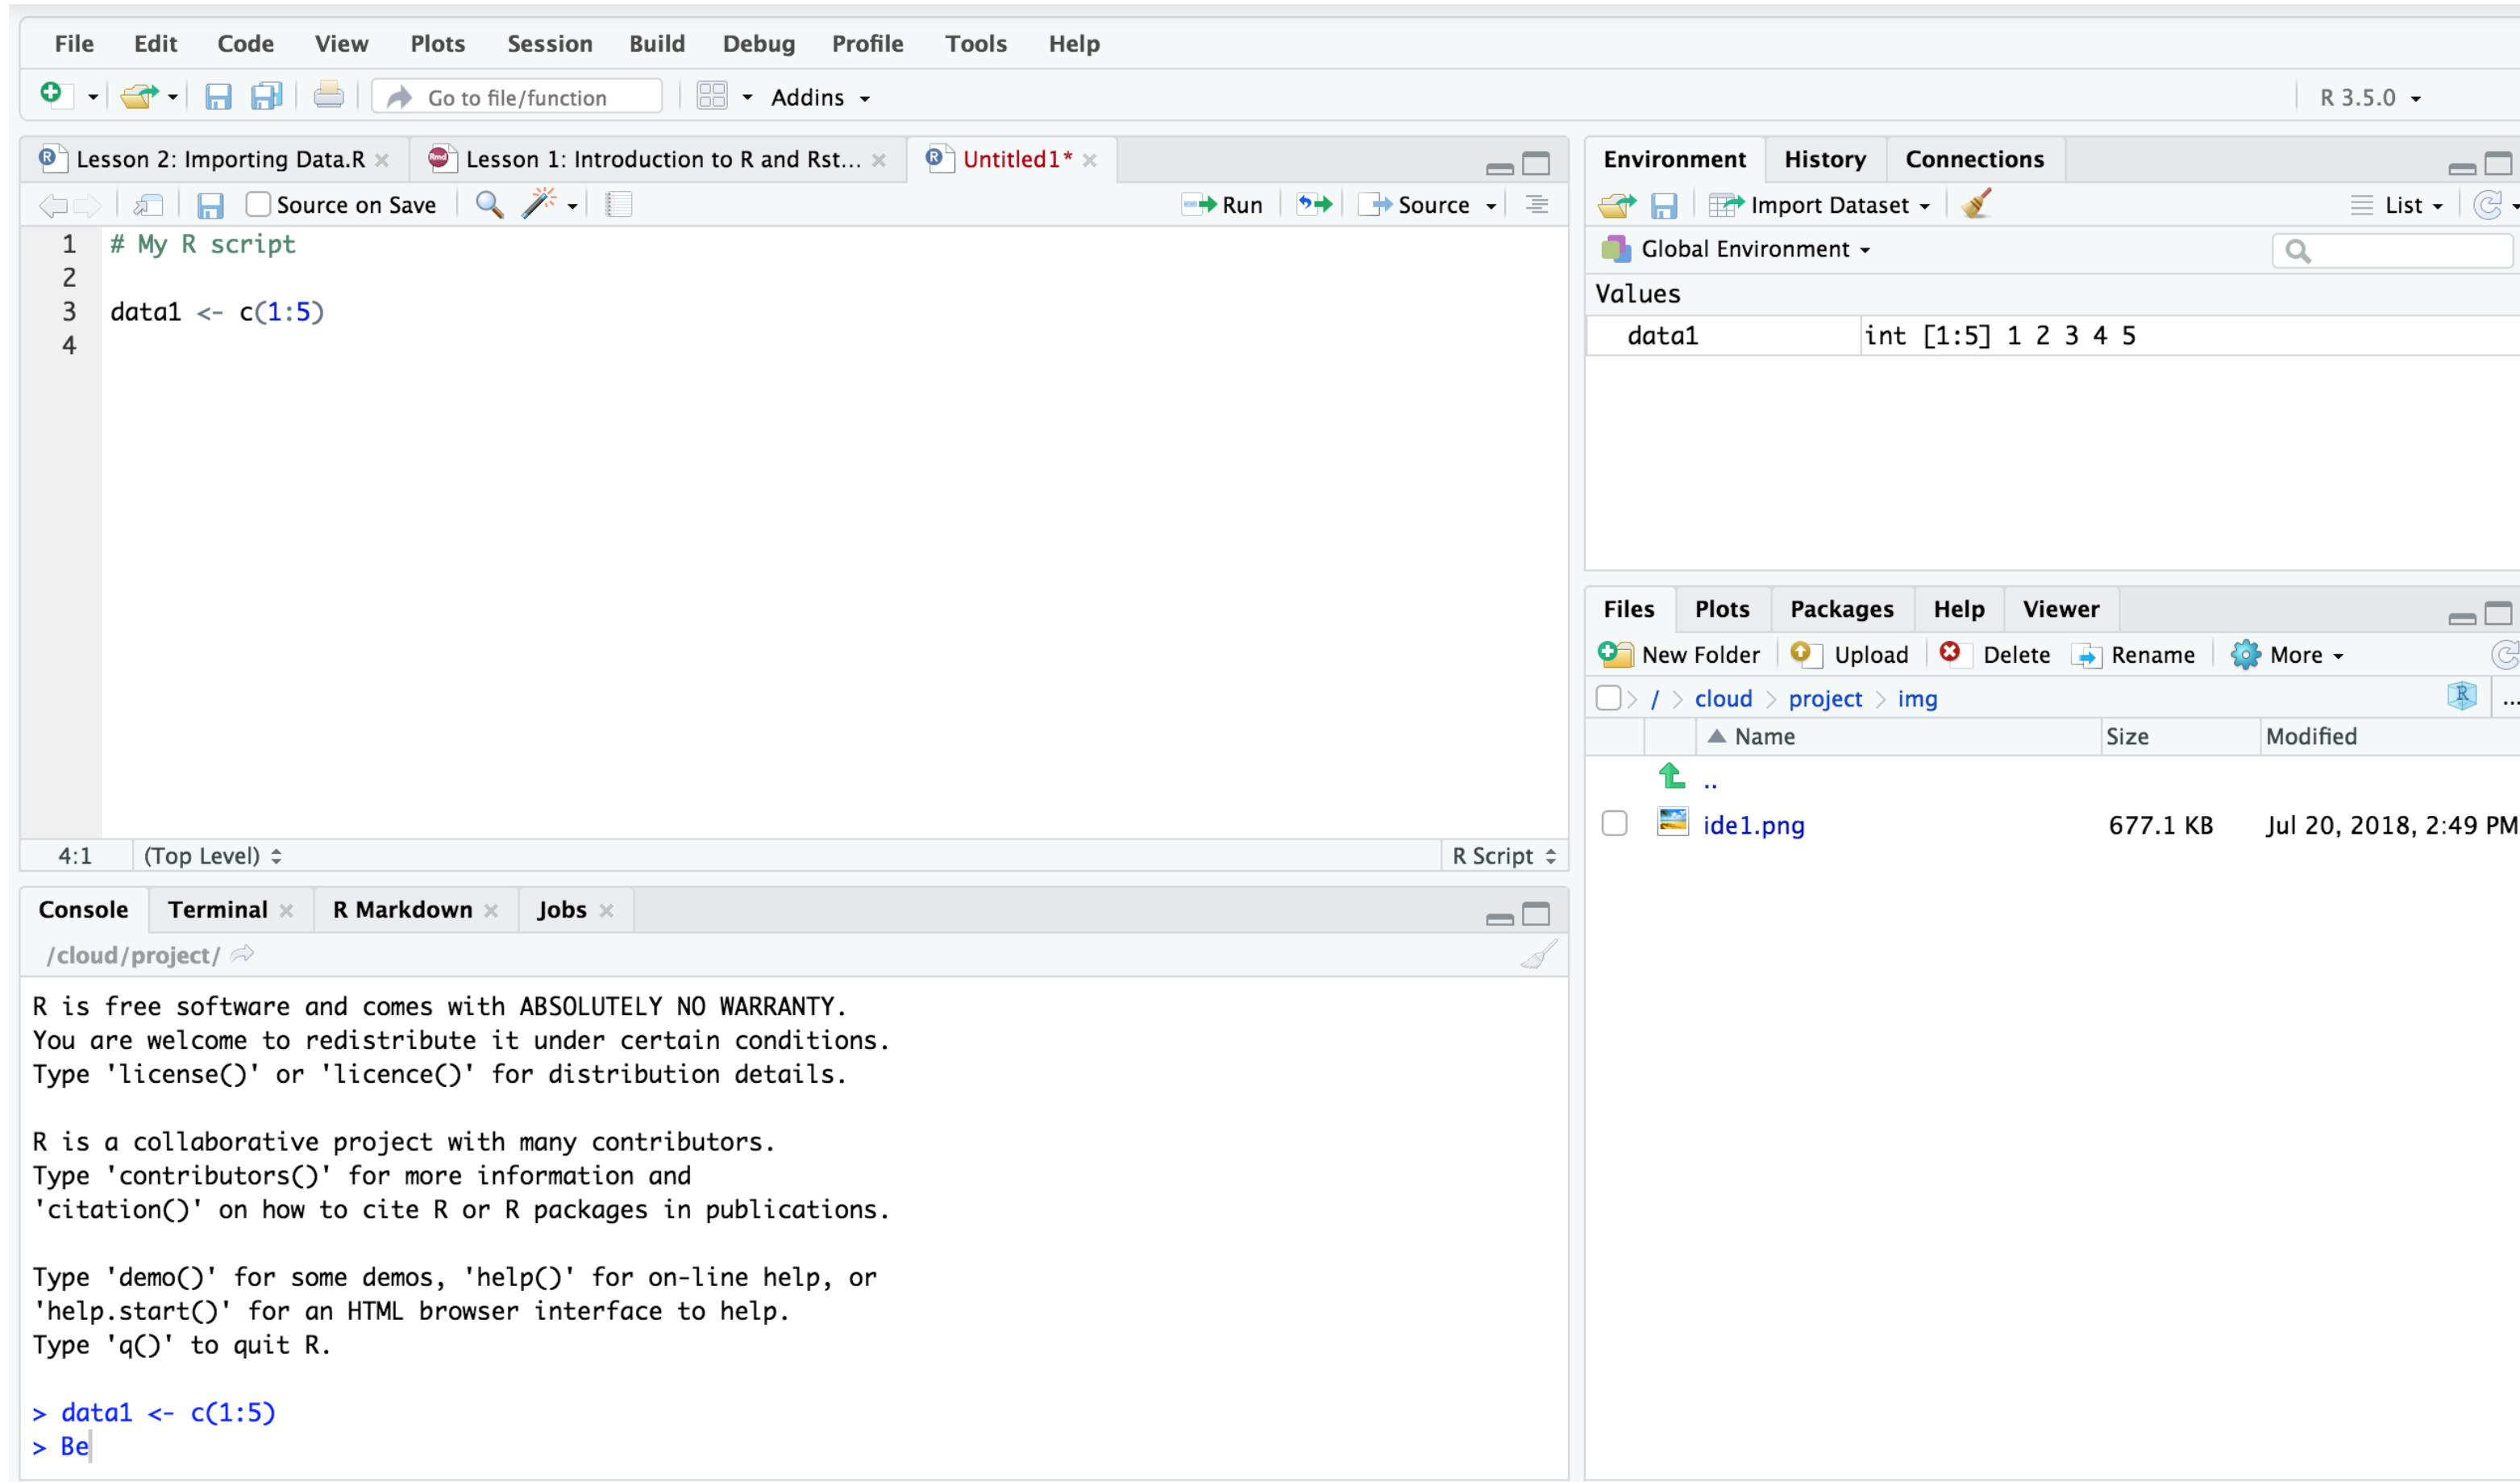 File Edit Code View Plots Session Build Debug Profile Tools Help
Go to file/function Addins R 3.5.0
Lesson 2: Importing Data.R Lesson 1: Introduction to R and Rst... Untitled1*
Source on Save Run Source
1 # My R script
2
3 data1 <- c(1:5)
4
4:1 (Top Level) R Script
Console Terminal R Markdown Jobs
/cloud/project/
R is free software and comes with ABSOLUTELY NO WARRANTY.
You are welcome to redistribute it under certain conditions.
Type 'license()' or 'licence()' for distribution details.
R is a collaborative project with many contributors.
Type 'contributors()' for more information and
'citation()' on how to cite R or R packages in publications.
Type 'demo()' for some demos, 'help()' for on-line help, or
'help.start()' for an HTML browser interface to help.
Type 'q()' to quit R.
> data1 <- c(1:5)
> Be
Environment History Connections
Import Dataset List
Global Environment
Values
data1 int [1:5] 1 2 3 4 5
Files Plots Packages Help Viewer
New Folder Upload Delete Rename More
/ > cloud > project > img R ...
Name Size Modified
..
ide1.png 677.1 KB Jul 20, 2018, 2:49 PM